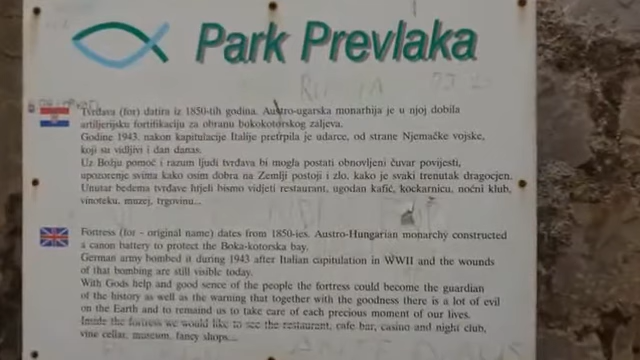 Park Prevlaka
Tvrđava (for) datira iz 1850-tih godina. Austro-ugarska monarhija je u njoj dobila
artiljerijsku fortifikaciju za obranu bokokotorskog zaljeva.
Godine 1943. nakon kapitulacije Italije pretrpila je udarce, od strane Njemačke vojske,
koji su vidljivi i dan danas.
Uz Božju pomoć i razum ljudi tvrđava bi mogla postati obnovljeni čuvar povijesti,
upozorenje svima kako osim dobra na Zemlji postoji i zlo, kako je svaki trenutak dragocjen.
Unutar bedema tvrđave htjeli bismo vidjeti restaurant, ugodan kafić, kockarnicu, noćni klub,
vinoteku, muzej, trgovinu...
Fortress (for - original name) dates from 1850-ies. Austro-Hungarian monarchy constructed
a canon battery to protect the Boka-kotorska bay.
German army bombed it during 1943 after Italian capitulation in WWII and the wounds
of that bombing are still visible today.
With Gods help and good sence of the people the fortress could become the guardian
of the history as well as the warning that together with the goodness there is a lot of evil
on the Earth and to remaind us to take care of each precious moment of our lives.
Inside the fortress we would like to see the restaurant, cafe bar, casino and night club,
vine cellar, museum, fancy shops...